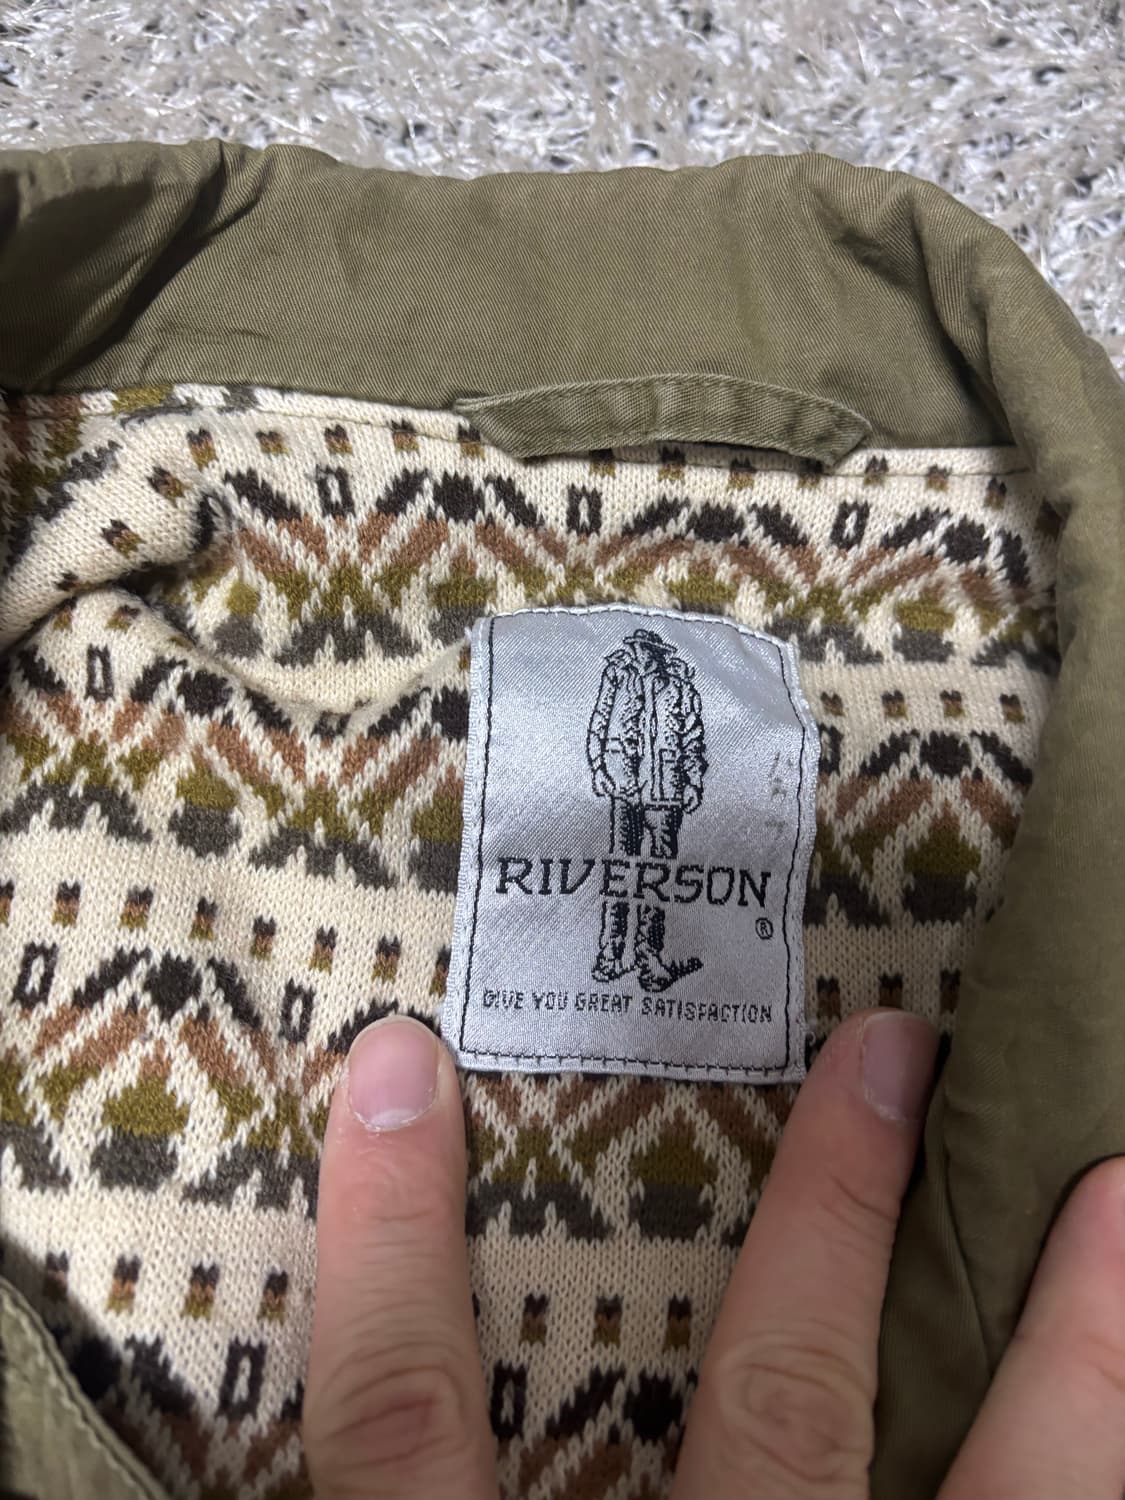 RIVERSON
®
GIVE YOU GREAT SATISFACTION